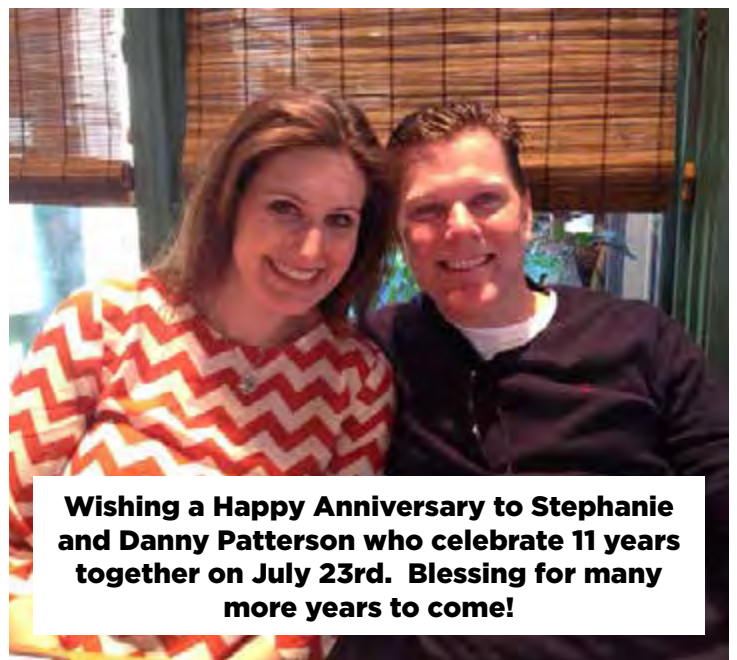 Wishing a Happy Anniversary to Stephanie
and Danny Patterson who celebrate 11 years
together on July 23rd.  Blessing for many
more years to come!